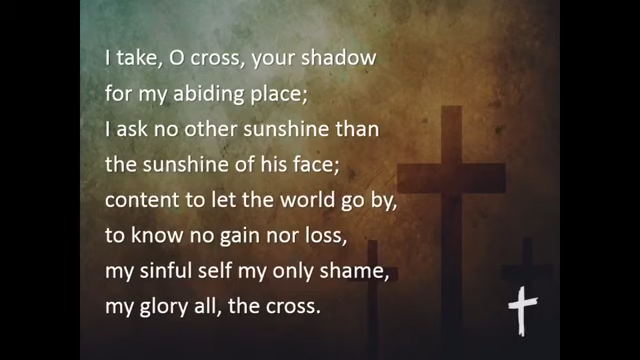 I take, O cross, your shadow
for my abiding place;
I ask no other sunshine than
the sunshine of his face;
content to let the world go by,
to know no gain nor loss,
my sinful self my only shame,
my glory all, the cross.